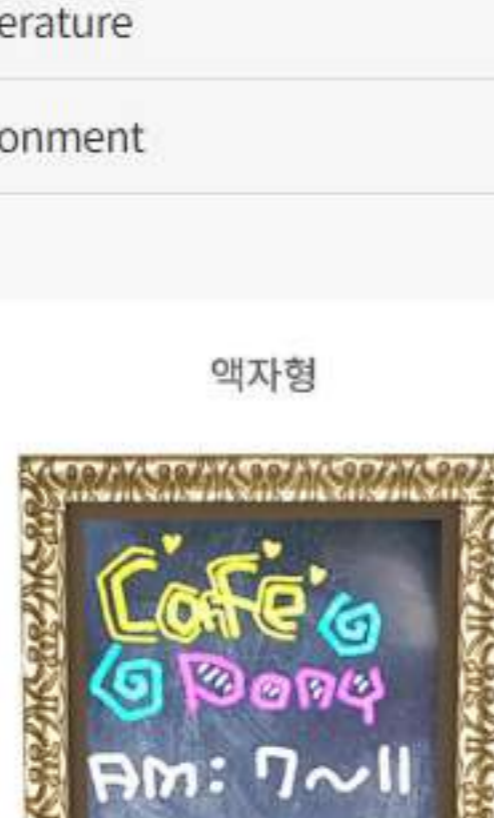 erature
onment
액자형
Cafe
Pony
AM: 7~11